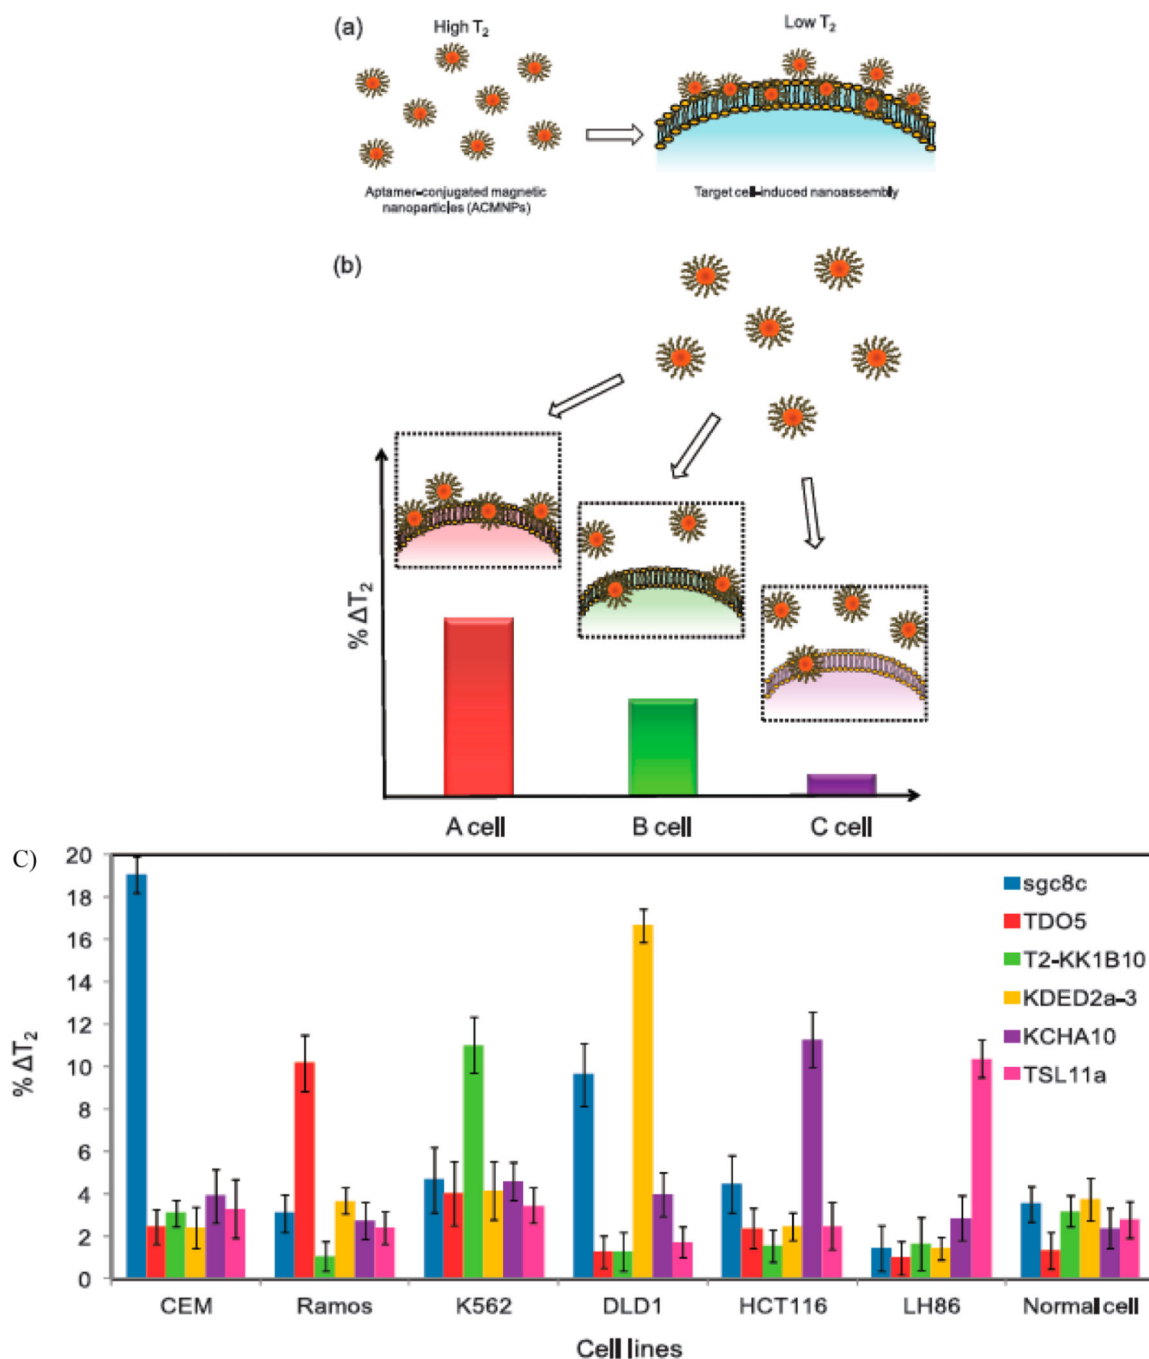 (a)
High T2
Low T2
Aptamer-conjugated magnetic
nanoparticles (ACMNPs)
Target cell-induced nanoassembly
(b)
% ΔT2
A cell
B cell
C cell
C)
20
18
16
14
12
10
8
6
4
2
0
% ΔT2
sgc8c
TDO5
T2-KK1B10
KDED2a-3
KCHA10
TSL11a
CEM
Ramos
K562
DLD1
HCT116
LH86
Normal cell
Cell lines